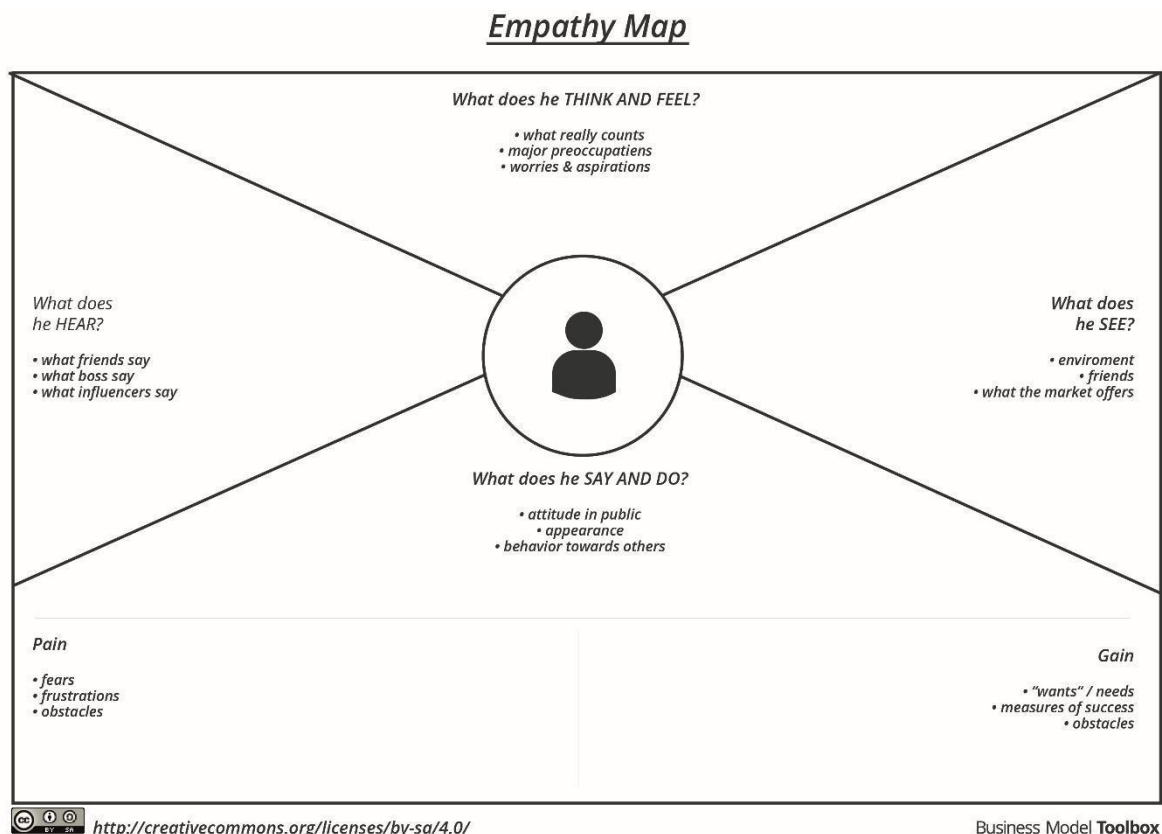 Empathy Map
What does he THINK AND FEEL?
• what really counts
• major preoccupatiens
• worries & aspirations
What does
he HEAR?
• what friends say
• what boss say
• what influencers say
What does
he SEE?
• enviroment
• friends
• what the market offers
What does he SAY AND DO?
• attitude in public
• appearance
• behavior towards others
Pain
• fears
• frustrations
• obstacles
Gain
• “wants” / needs
• measures of success
• obstacles
cc BY SA
http://creativecommons.org/licenses/by-sa/4.0/
Business Model Toolbox